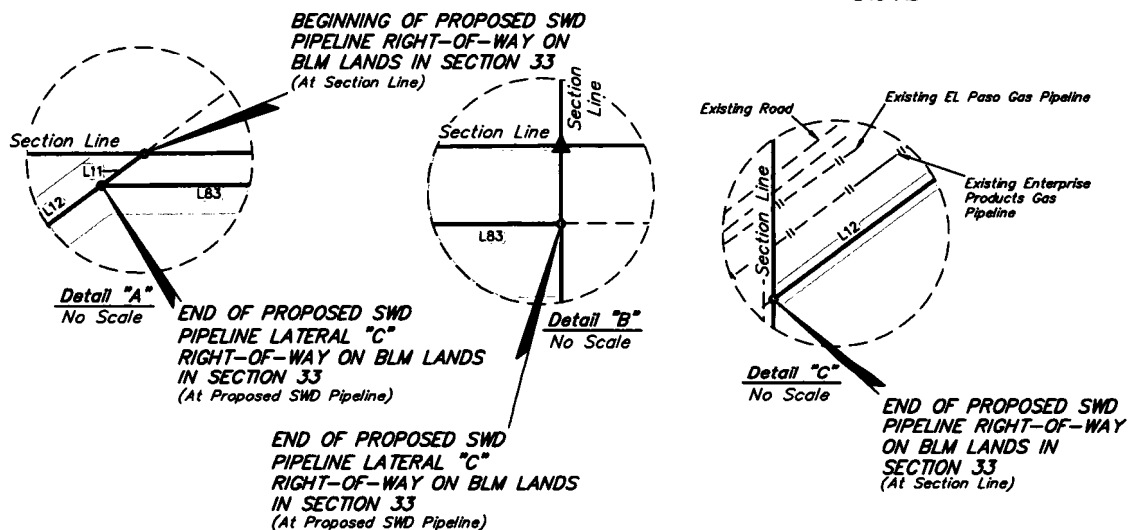 BEGINNING OF PROPOSED SWD
PIPELINE RIGHT-OF-WAY ON
BLM LANDS IN SECTION 33
(At Section Line)
Section Line
L11
L12
L83
Detail "A"
No Scale
END OF PROPOSED SWD
PIPELINE LATERAL "C"
RIGHT-OF-WAY ON BLM LANDS
IN SECTION 33
(At Proposed SWD Pipeline)
Section Line
Section
Line
L83
Detail "B"
No Scale
END OF PROPOSED SWD
PIPELINE LATERAL "C"
RIGHT-OF-WAY ON BLM LANDS
IN SECTION 33
(At Proposed SWD Pipeline)
Existing Road
Existing EL Paso Gas Pipeline
Existing Enterprise
Products Gas
Pipeline
Section Line
L12
Detail "C"
No Scale
END OF PROPOSED SWD
PIPELINE RIGHT-OF-WAY
ON BLM LANDS IN
SECTION 33
(At Section Line)